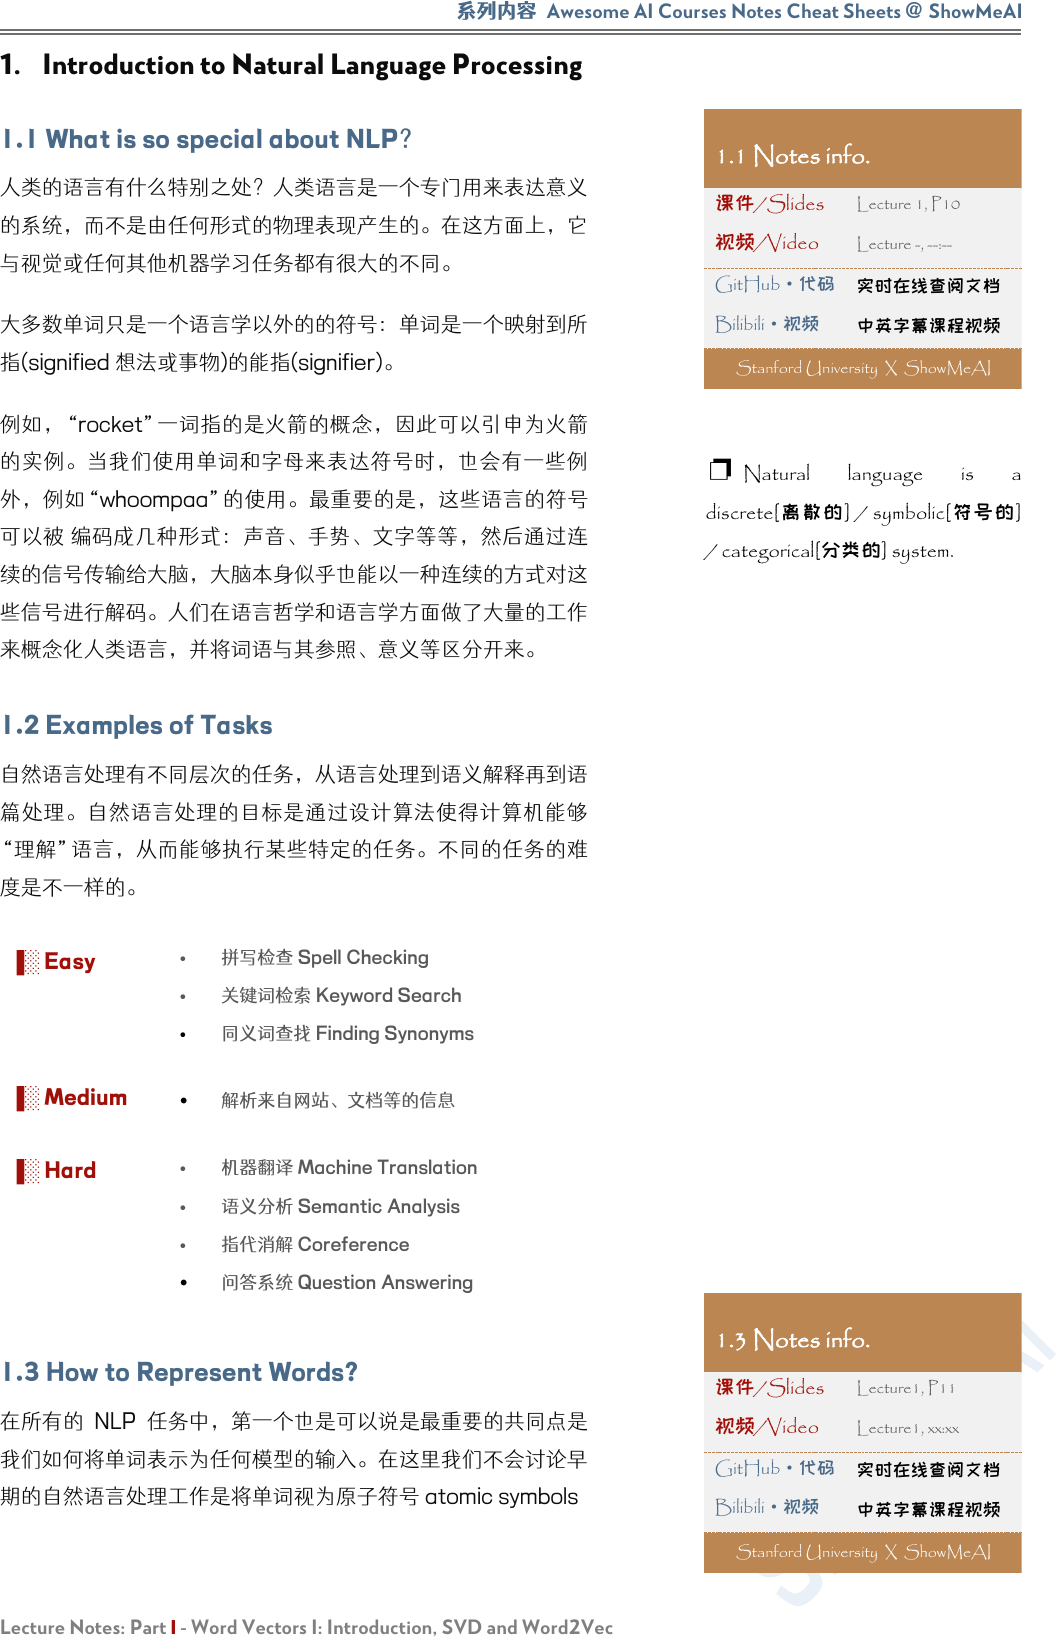 系列内容 Awesome AI Courses Notes Cheat Sheets @ ShowMeAI
1. Introduction to Natural Language Processing
1.1 What is so special about NLP？
人类的语言有什么特别之处？人类语言是一个专门用来表达意义
的系统，而不是由任何形式的物理表现产生的。在这方面上，它
与视觉或任何其他机器学习任务都有很大的不同。
大多数单词只是一个语言学以外的的符号：单词是一个映射到所
指(signified 想法或事物)的能指(signifier)。
例如，“rocket” 一词指的是火箭的概念，因此可以引申为火箭
的实例。当我们使用单词和字母来表达符号时，也会有一些例
外，例如 “whoompaa” 的使用。最重要的是，这些语言的符号
可以被 编码成几种形式：声音、手势、文字等等，然后通过连
续的信号传输给大脑，大脑本身似乎也能以一种连续的方式对这
些信号进行解码。人们在语言哲学和语言学方面做了大量的工作
来概念化人类语言，并将词语与其参照、意义等区分开来。
1.1 Notes info.
课件/Slides Lecture 1, P10
视频/Video Lecture -, --:--
GitHub · 代码 实时在线查阅文档
Bilibili · 视频 中英字幕课程视频
Stanford University X ShowMeAI
❐ Natural language is a
discrete[离散的] / symbolic[符号的]
/ categorical[分类的] system.
1.2 Examples of Tasks
自然语言处理有不同层次的任务，从语言处理到语义解释再到语
篇处理。自然语言处理的目标是通过设计算法使得计算机能够
“理解” 语言，从而能够执行某些特定的任务。不同的任务的难
度是不一样的。
Easy • 拼写检查 Spell Checking
• 关键词检索 Keyword Search
• 同义词查找 Finding Synonyms
Medium • 解析来自网站、文档等的信息
Hard • 机器翻译 Machine Translation
• 语义分析 Semantic Analysis
• 指代消解 Coreference
• 问答系统 Question Answering
1.3 How to Represent Words?
在所有的 NLP 任务中，第一个也是可以说是最重要的共同点是
我们如何将单词表示为任何模型的输入。在这里我们不会讨论早
期的自然语言处理工作是将单词视为原子符号 atomic symbols
1.3 Notes info.
课件/Slides Lecture1, P11
视频/Video Lecture1, xx:xx
GitHub · 代码 实时在线查阅文档
Bilibili · 视频 中英字幕课程视频
Stanford University X ShowMeAI
Lecture Notes: Part 1 - Word Vectors I: Introduction, SVD and Word2Vec